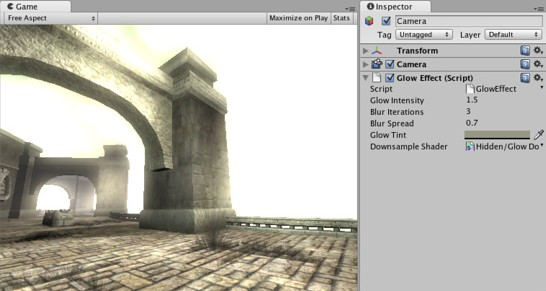 Game
Free Aspect
Maximize on Play
Stats
Inspector
Camera
Tag Untagged Layer Default
Transform
Camera
Glow Effect (Script)
Script GlowEffect
Glow Intensity 1.5
Blur Iterations 3
Blur Spread 0.7
Glow Tint
Downsample Shader Hidden/Glow Do